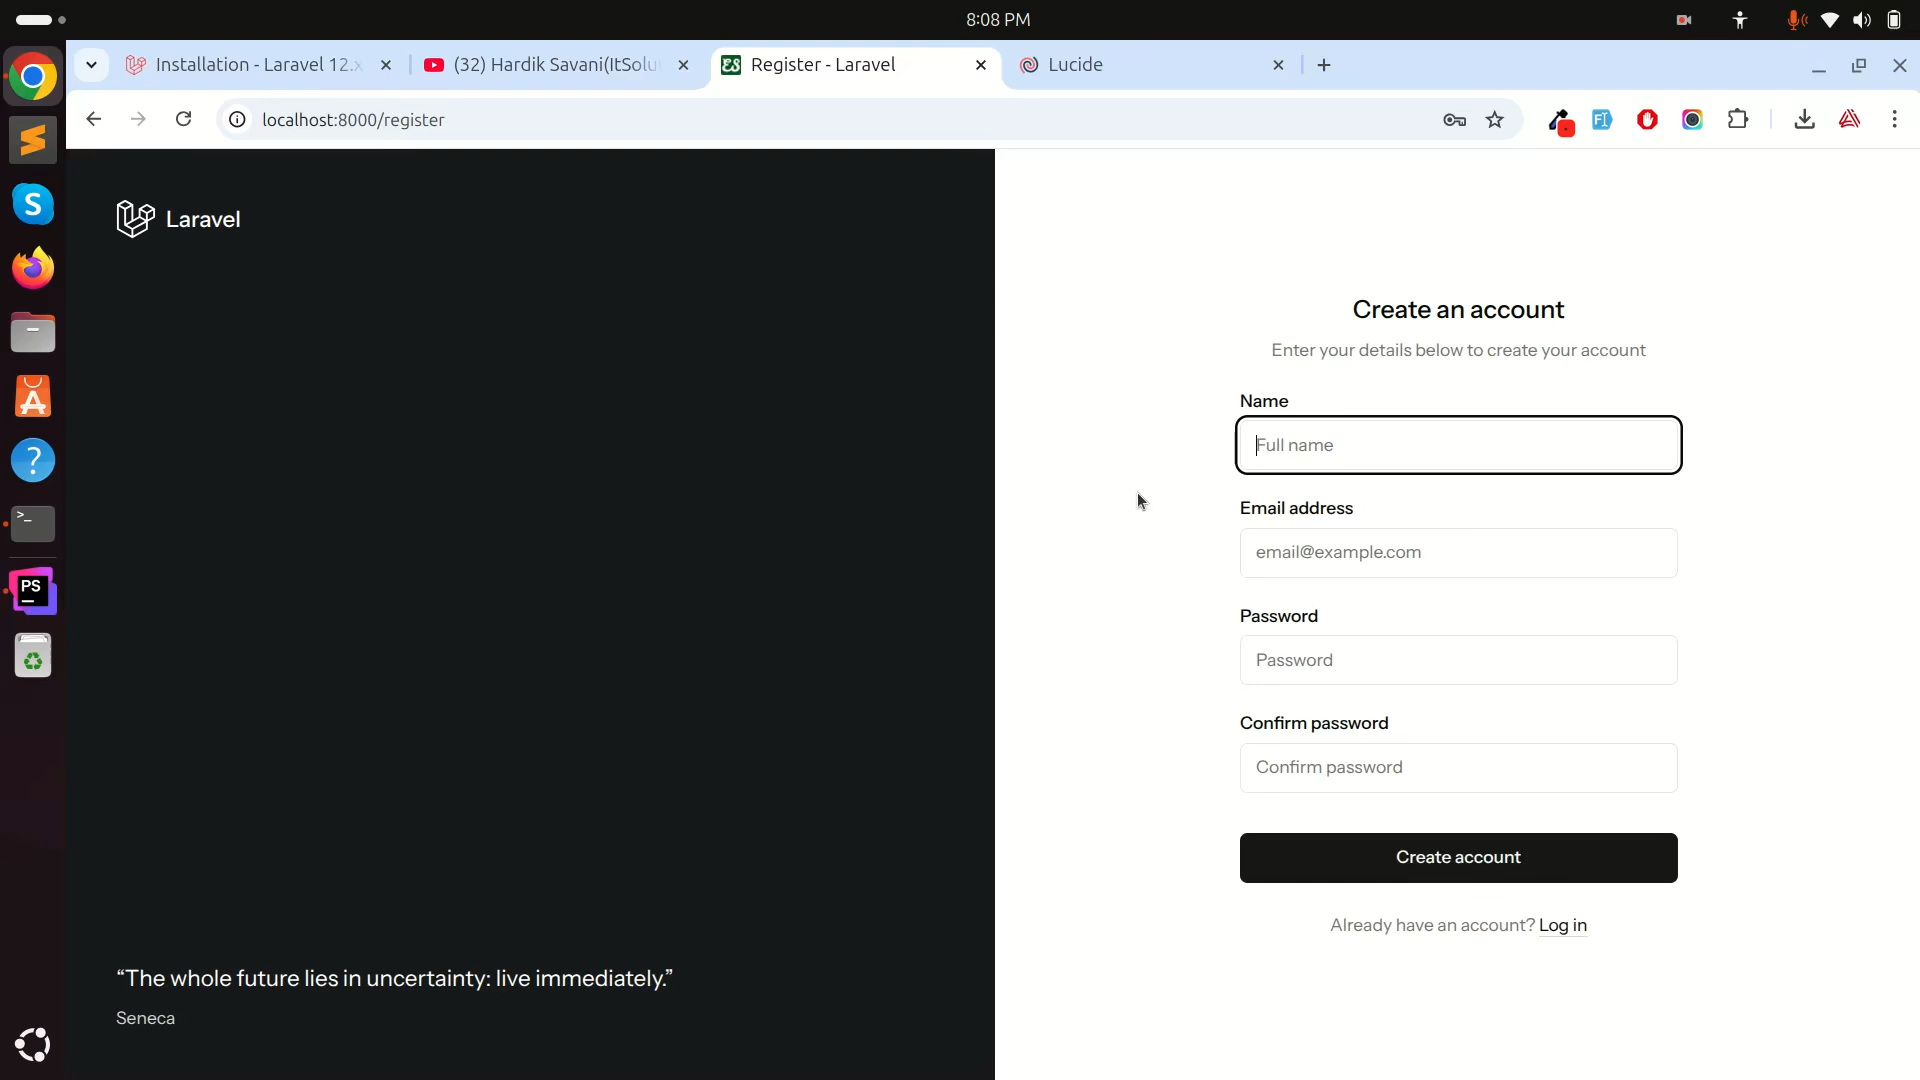 8:08 PM
Installation - Laravel 12.x
(32) Hardik Savani(ItSolu
Register - Laravel
Lucide
localhost:8000/register
Laravel
Create an account
Enter your details below to create your account
Name
Full name
Email address
email@example.com
Password
Password
Confirm password
Confirm password
Create account
Already have an account? Log in
“The whole future lies in uncertainty: live immediately.”
Seneca